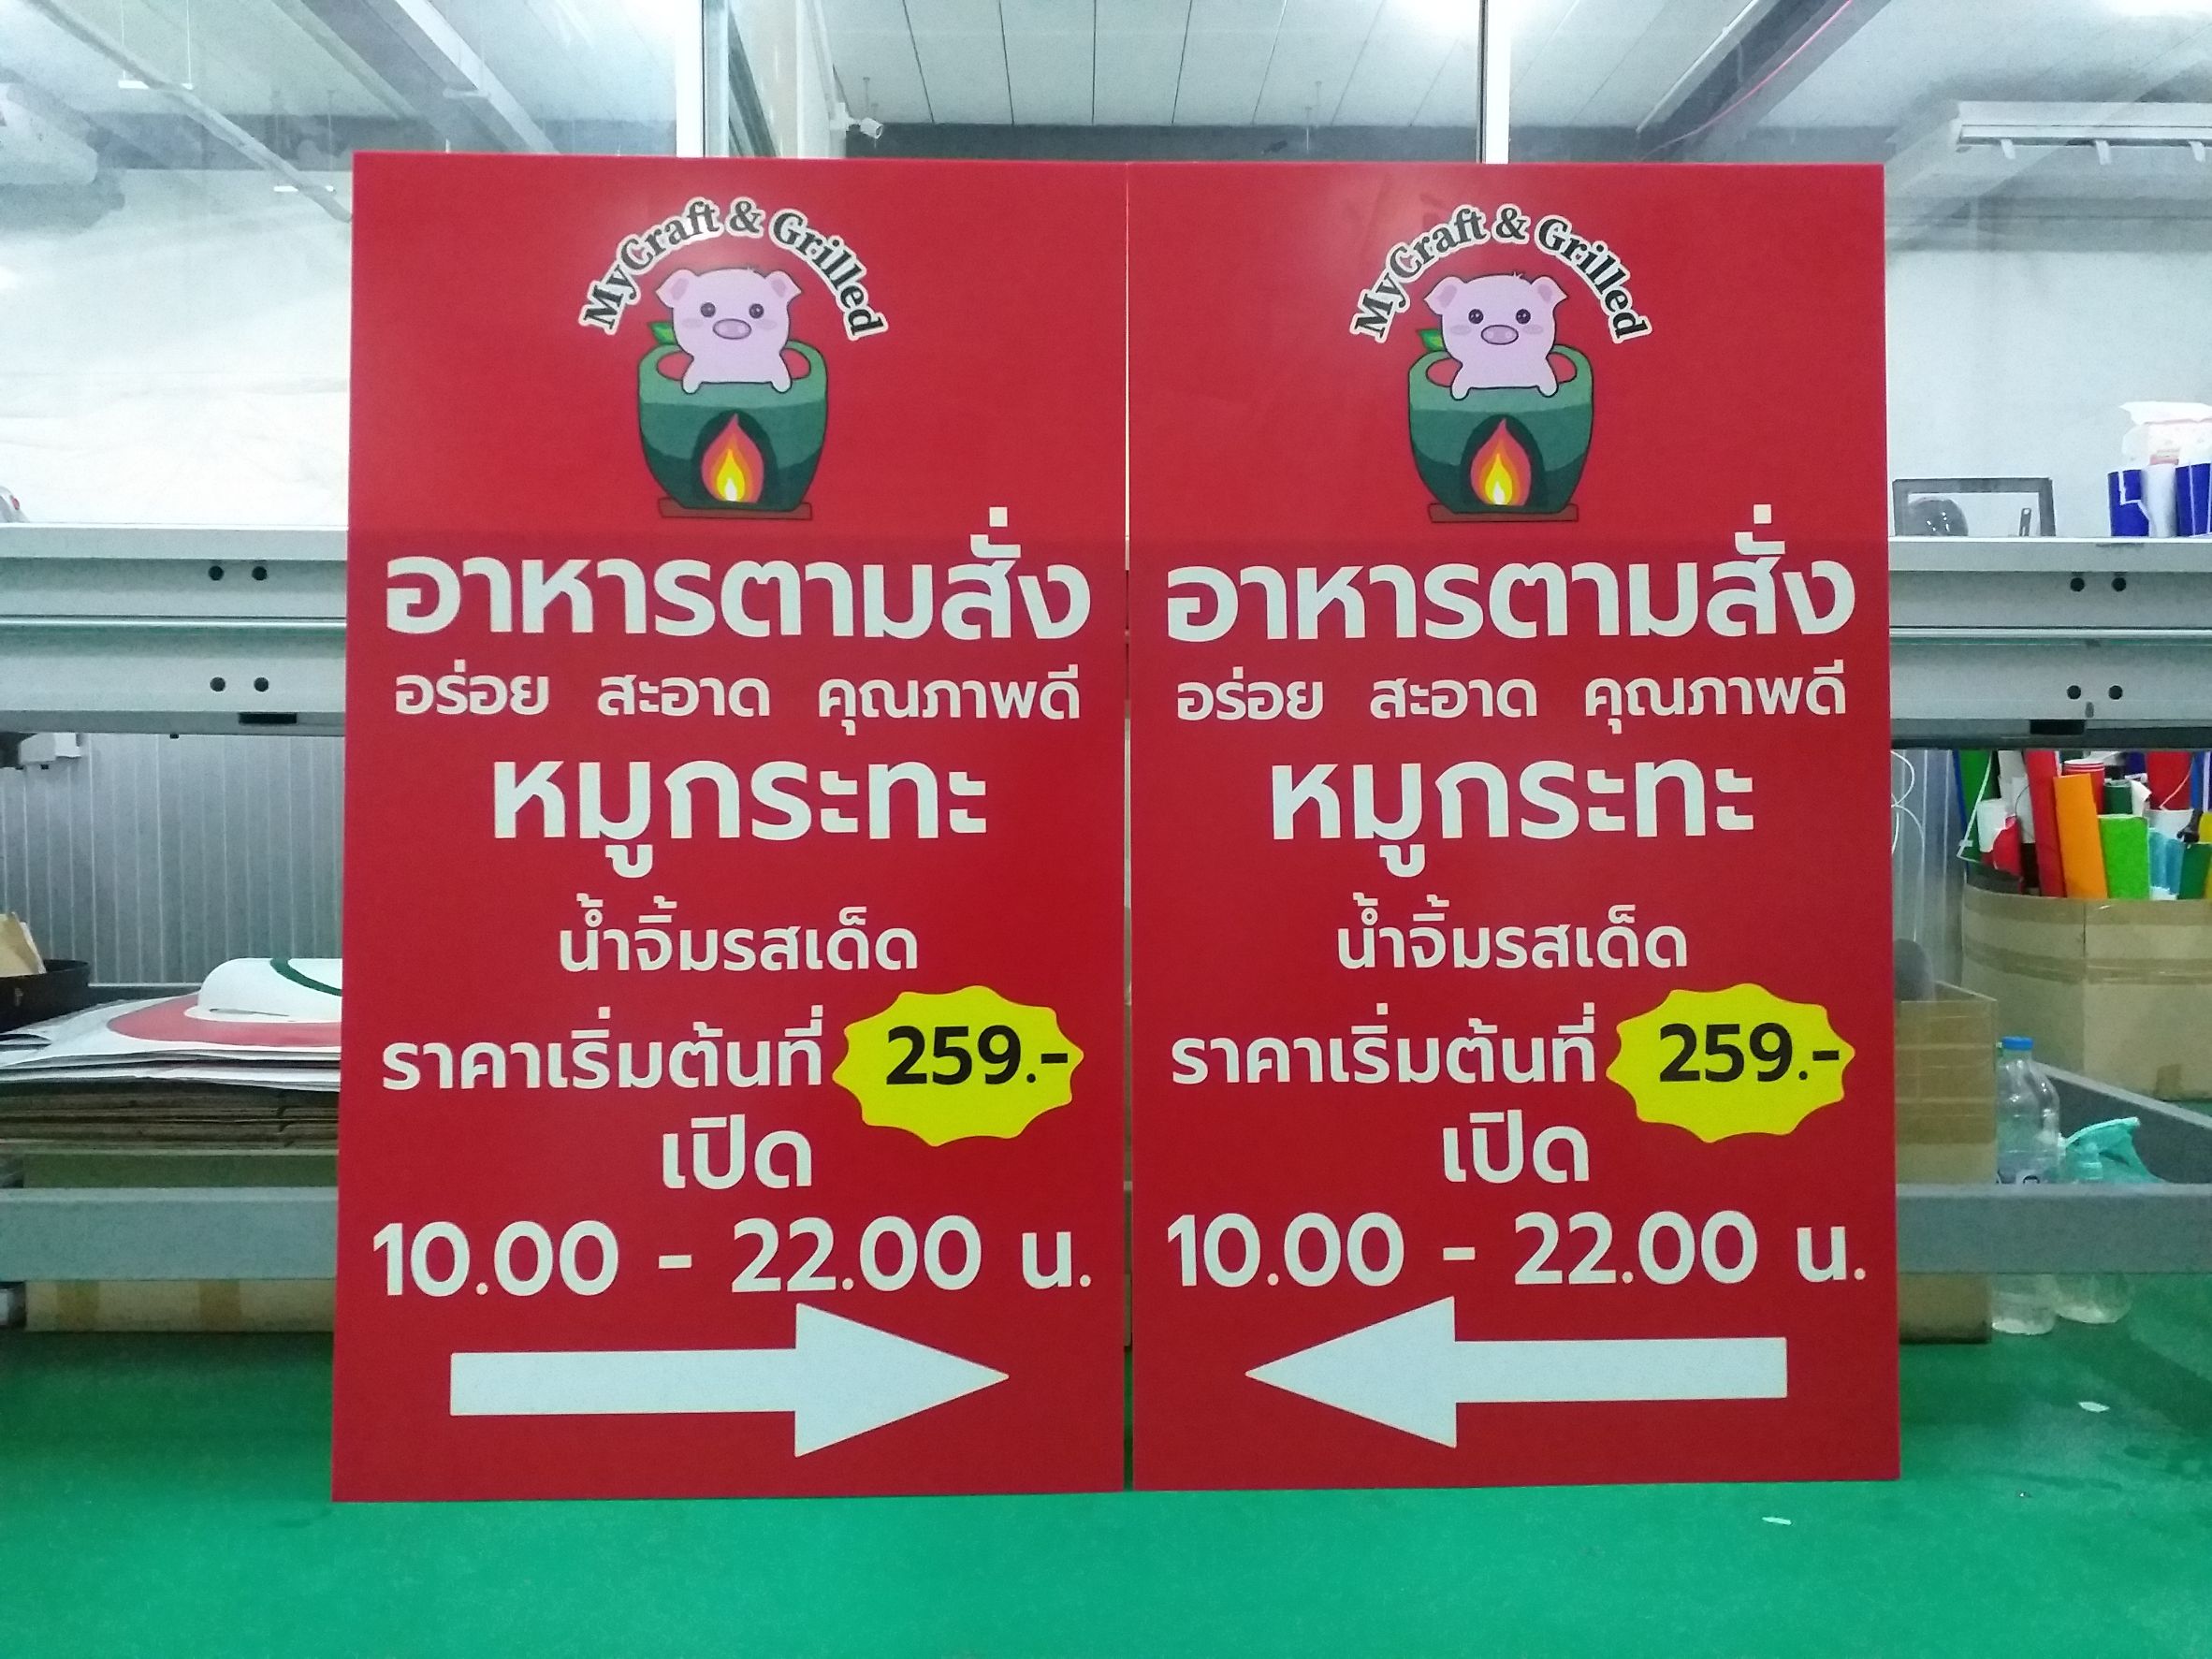 MyCraft & Grilled
อาหารตามสั่ง
อร่อย สะอาด คุณภาพดี
หมูกระทะ
น้ำจิ้มรสเด็ด
ราคาเริ่มต้นที่ 259.-
เปิด
10.00 - 22.00 น.
MyCraft & Grilled
อาหารตามสั่ง
อร่อย สะอาด คุณภาพดี
หมูกระทะ
น้ำจิ้มรสเด็ด
ราคาเริ่มต้นที่ 259.-
เปิด
10.00 - 22.00 น.